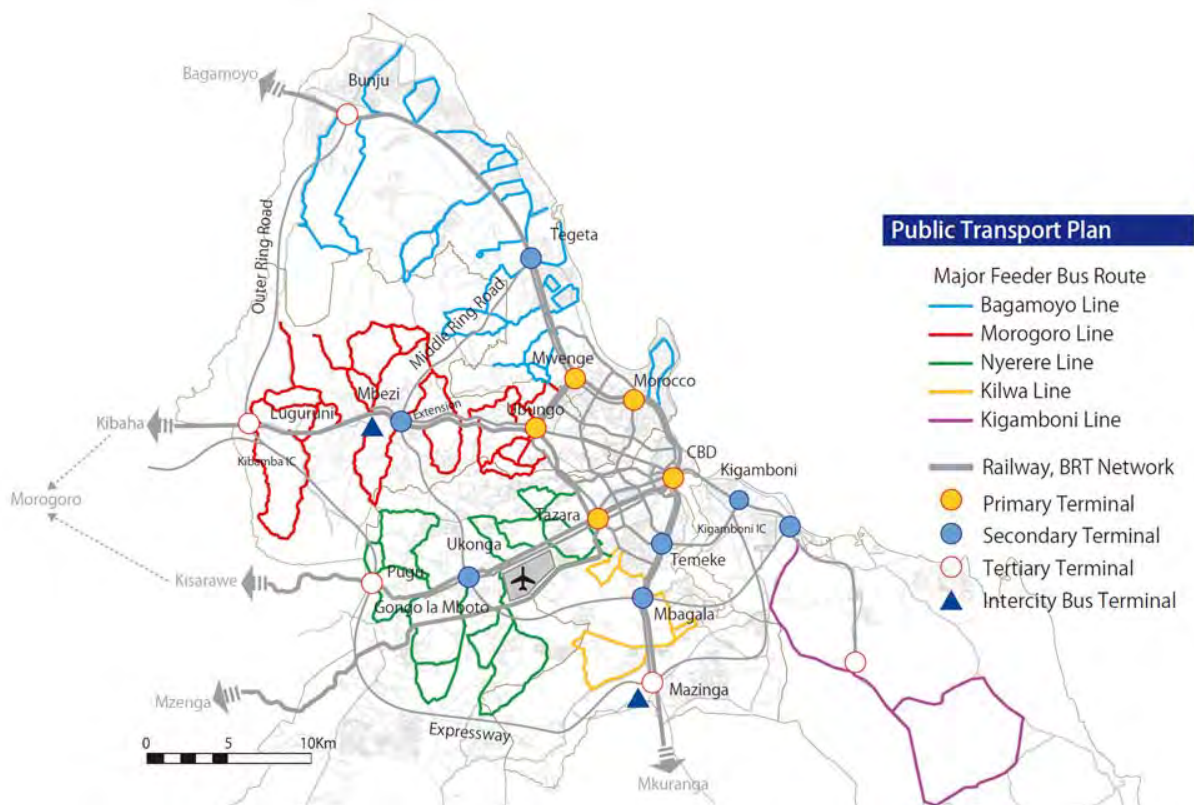 Bagamoyo
Bunju
Outer Ring Road
Tegeta
Middle Ring Road
Mwenge
Morocco
Mbezi
Extension
Ubungo
Luguruni
Kibaha
Kibamba IC
CBD
Kigamboni
Morogoro
Kigamboni IC
Tazara
Ukonga
Temeke
Pugu
Kisarawe
Gongo la Mboto
Mbagala
Mazinga
Mzenga
Expressway
0 5 10Km
Mkuranga
Public Transport Plan
Major Feeder Bus Route
Bagamoyo Line
Morogoro Line
Nyerere Line
Kilwa Line
Kigamboni Line
Railway, BRT Network
Primary Terminal
Secondary Terminal
Tertiary Terminal
Intercity Bus Terminal